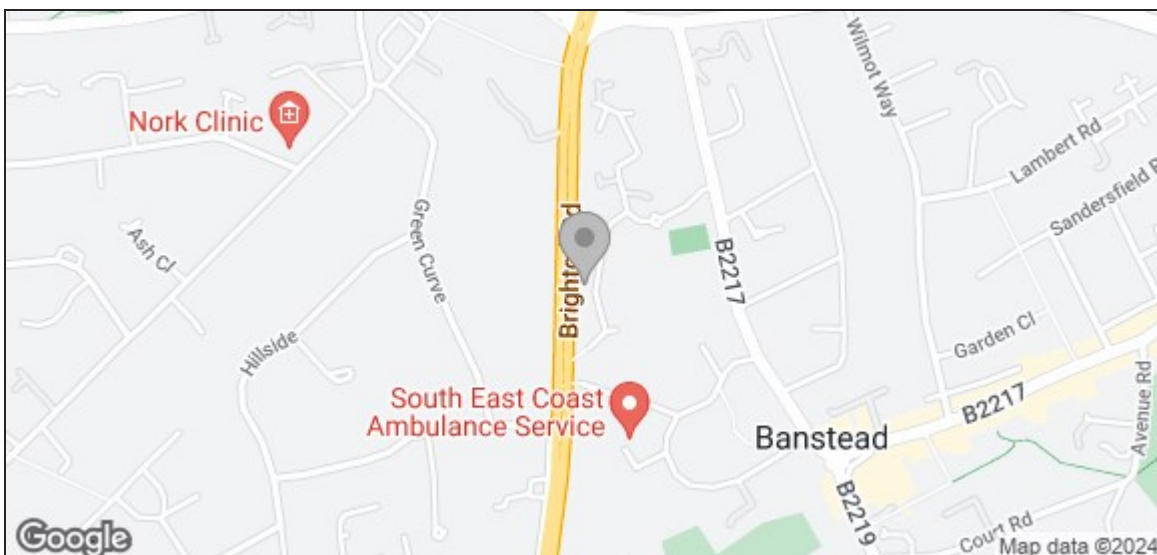 Wilmot Way
Nork Clinic
Lambert Rd
Sandersfield R
Green Curve
Ash Cl
B2217
Hillside
Garden Cl
South East Coast
Ambulance Service
B2217
Avenue Rd
Banstead
B2219
Court Rd
Google
Map data ©2024